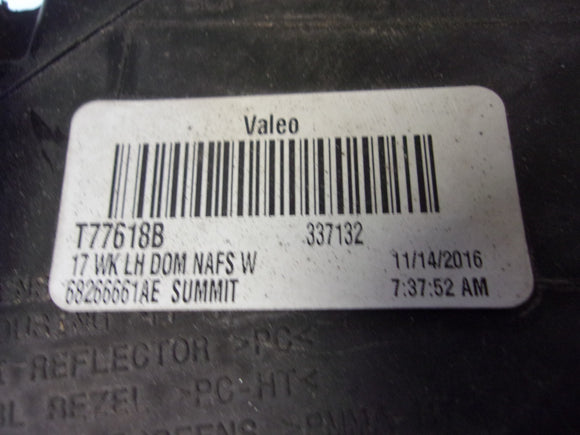 Valeo
T77618B 337132
17 WK LH DOM NAFS W 11/14/2016
68266661AE SUMMIT 7:37:52 AM
REFLECTOR >PC<
BEZEL >PC-HT<